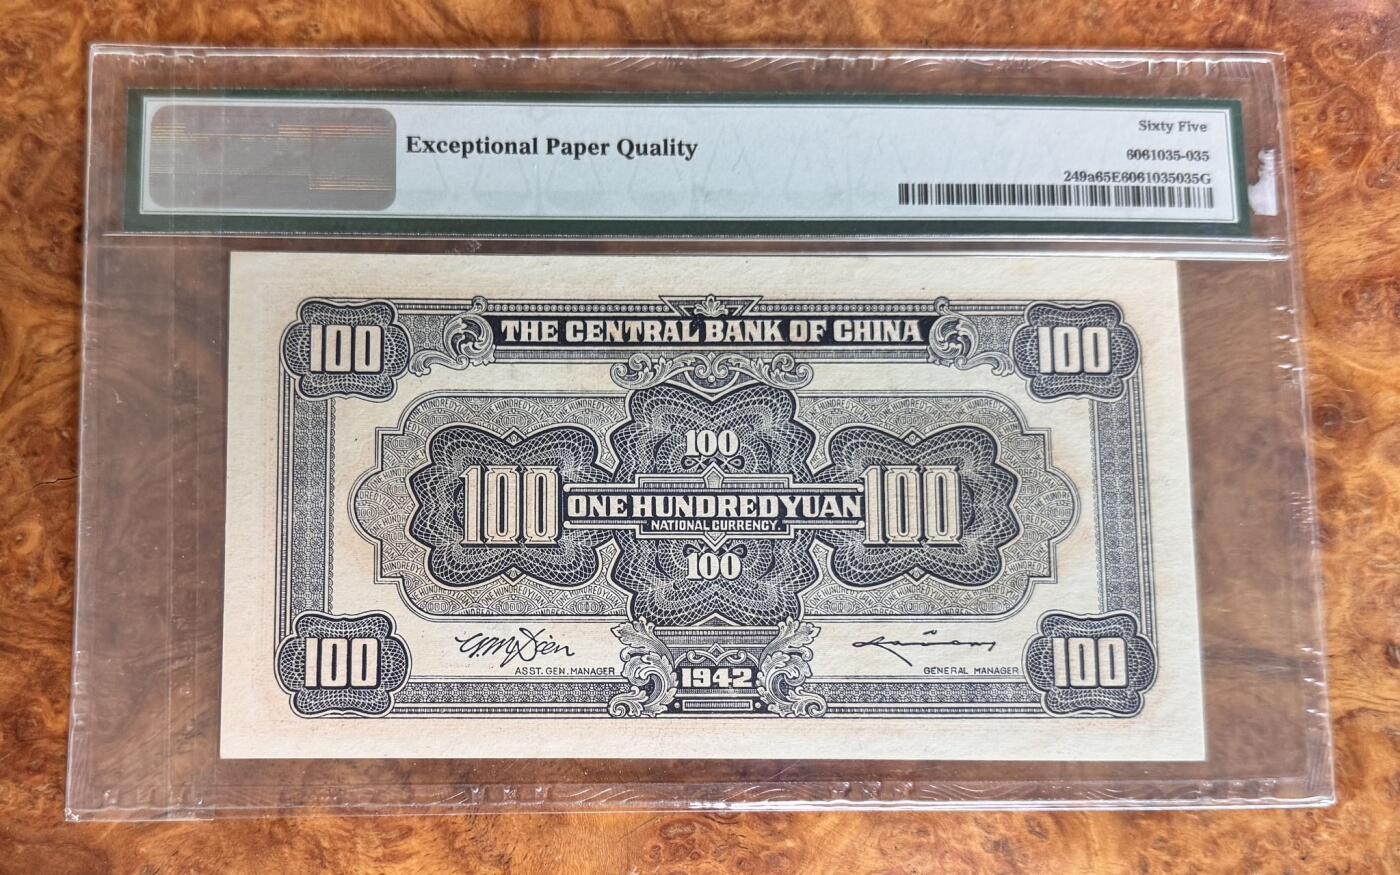 Exceptional Paper Quality
Sixty Five
6061035-035
249a65E6061035035G
THE CENTRAL BANK OF CHINA
100
100
100
100
100
ONE HUNDRED YUAN
NATIONAL CURRENCY.
100
100
ASST. GEN. MANAGER
GENERAL MANAGER
100
1942
100